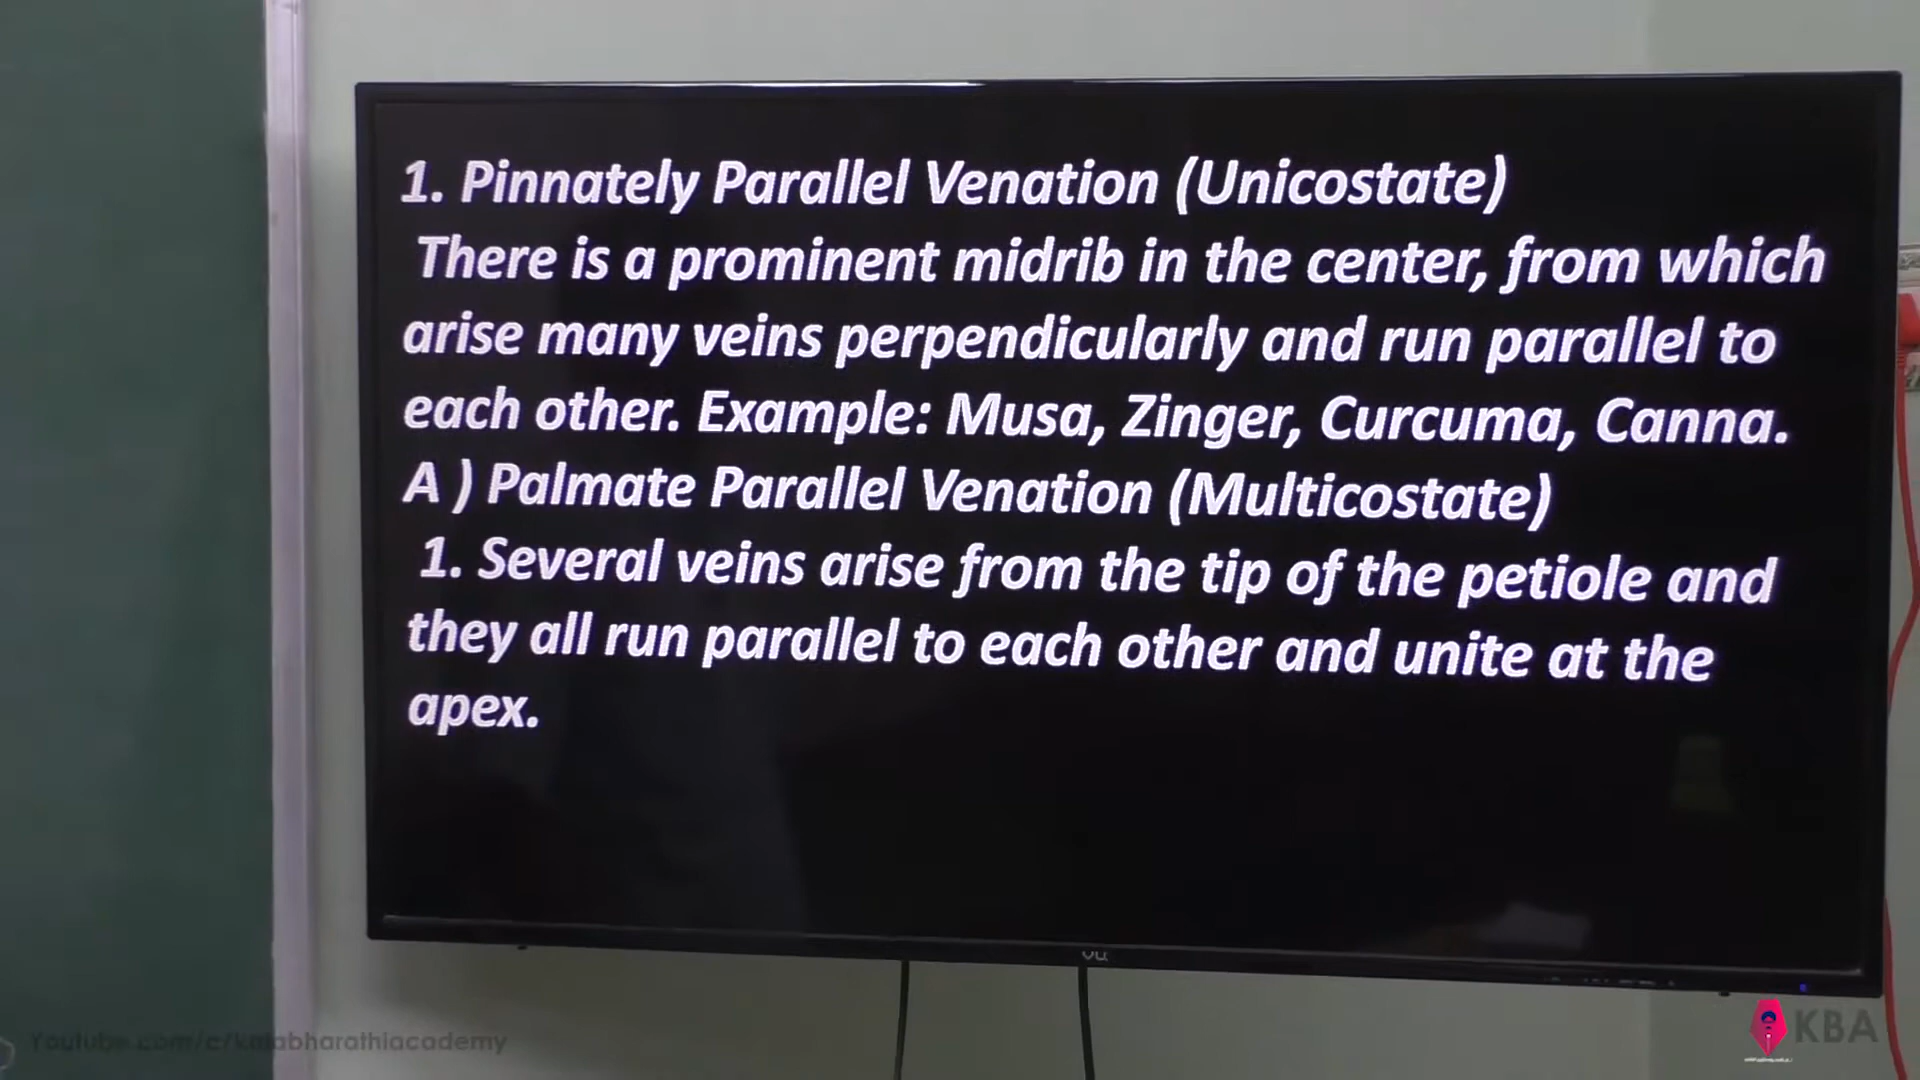 1. Pinnately Parallel Venation (Unicostate)
There is a prominent midrib in the center, from which
arise many veins perpendicularly and run parallel to
each other. Example: Musa, Zinger, Curcuma, Canna.
A ) Palmate Parallel Venation (Multicostate)
1. Several veins arise from the tip of the petiole and
they all run parallel to each other and unite at the
apex.
Youtube.com/c/kalabharathiacademy
KBA